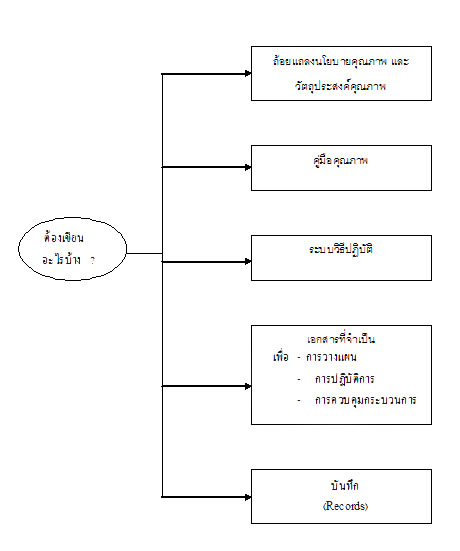 ถ้อยแถลงนโยบายคุณภาพ และ
วัตถุประสงค์คุณภาพ
คู่มือคุณภาพ
ต้องเขียน
อะไรบ้าง ?
ระบบวิธีปฏิบัติ
เอกสารที่จำเป็น
เพื่อ - การวางแผน
- การปฏิบัติการ
- การควบคุมกระบวนการ
บันทึก
(Records)